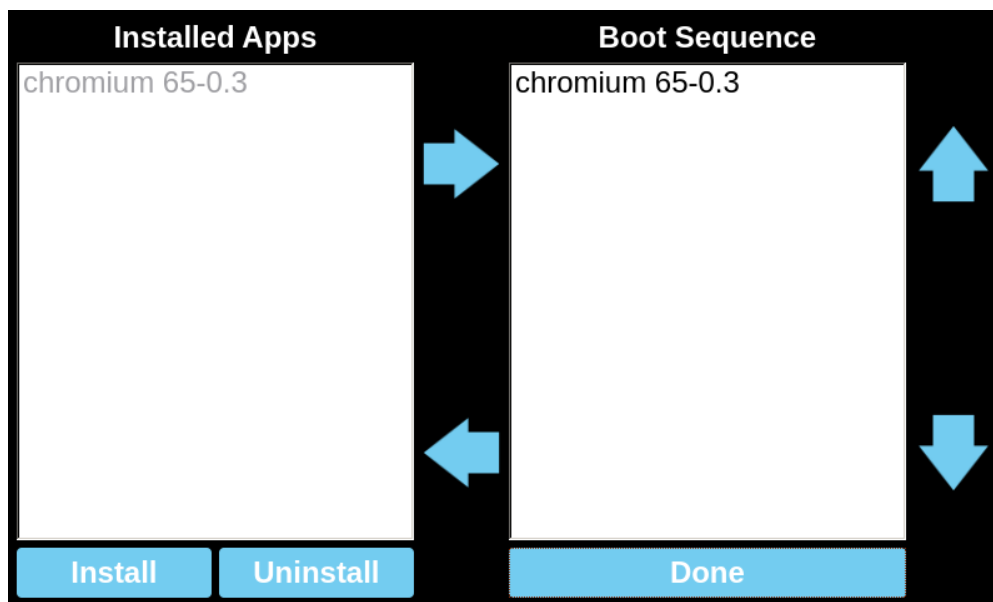 Installed Apps
Boot Sequence
chromium 65-0.3
chromium 65-0.3
Install
Uninstall
Done